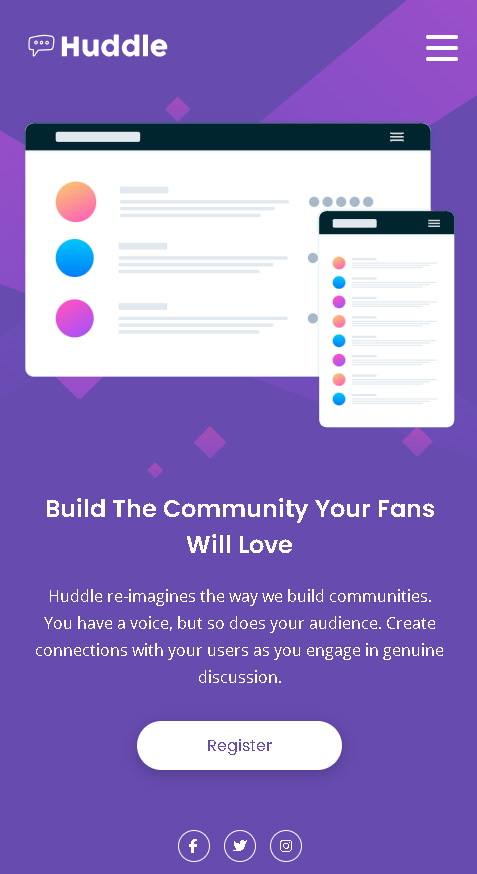 Huddle
Build The Community Your Fans
Will Love
Huddle re-imagines the way we build communities.
You have a voice, but so does your audience. Create
connections with your users as you engage in genuine
discussion.
Register